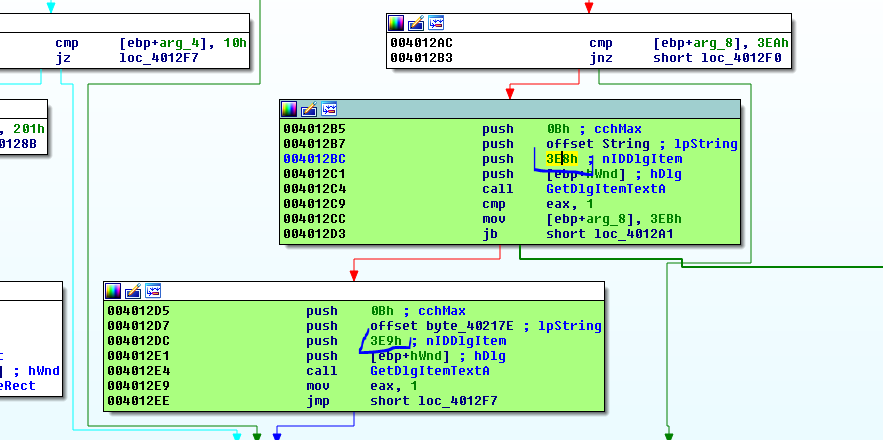 cmp [ebp+arg_4], 10h
jz loc_4012F7
004012AC cmp [ebp+arg_8], 3EAh
004012B3 jnz short loc_4012F0
, 201h
0128B
004012B5 push 0Bh ; cchMax
004012B7 push offset String ; lpString
004012BC push 3E8h ; nIDDlgItem
004012C1 push [ebp+hWnd] ; hDlg
004012C4 call GetDlgItemTextA
004012C9 cmp eax, 1
004012CC mov [ebp+arg_8], 3EBh
004012D3 jb short loc_4012A1
] ; hWnd
eRect
004012D5 push 0Bh ; cchMax
004012D7 push offset byte_40217E ; lpString
004012DC push 3E9h ; nIDDlgItem
004012E1 push [ebp+hWnd] ; hDlg
004012E4 call GetDlgItemTextA
004012E9 mov eax, 1
004012EE jmp short loc_4012F7